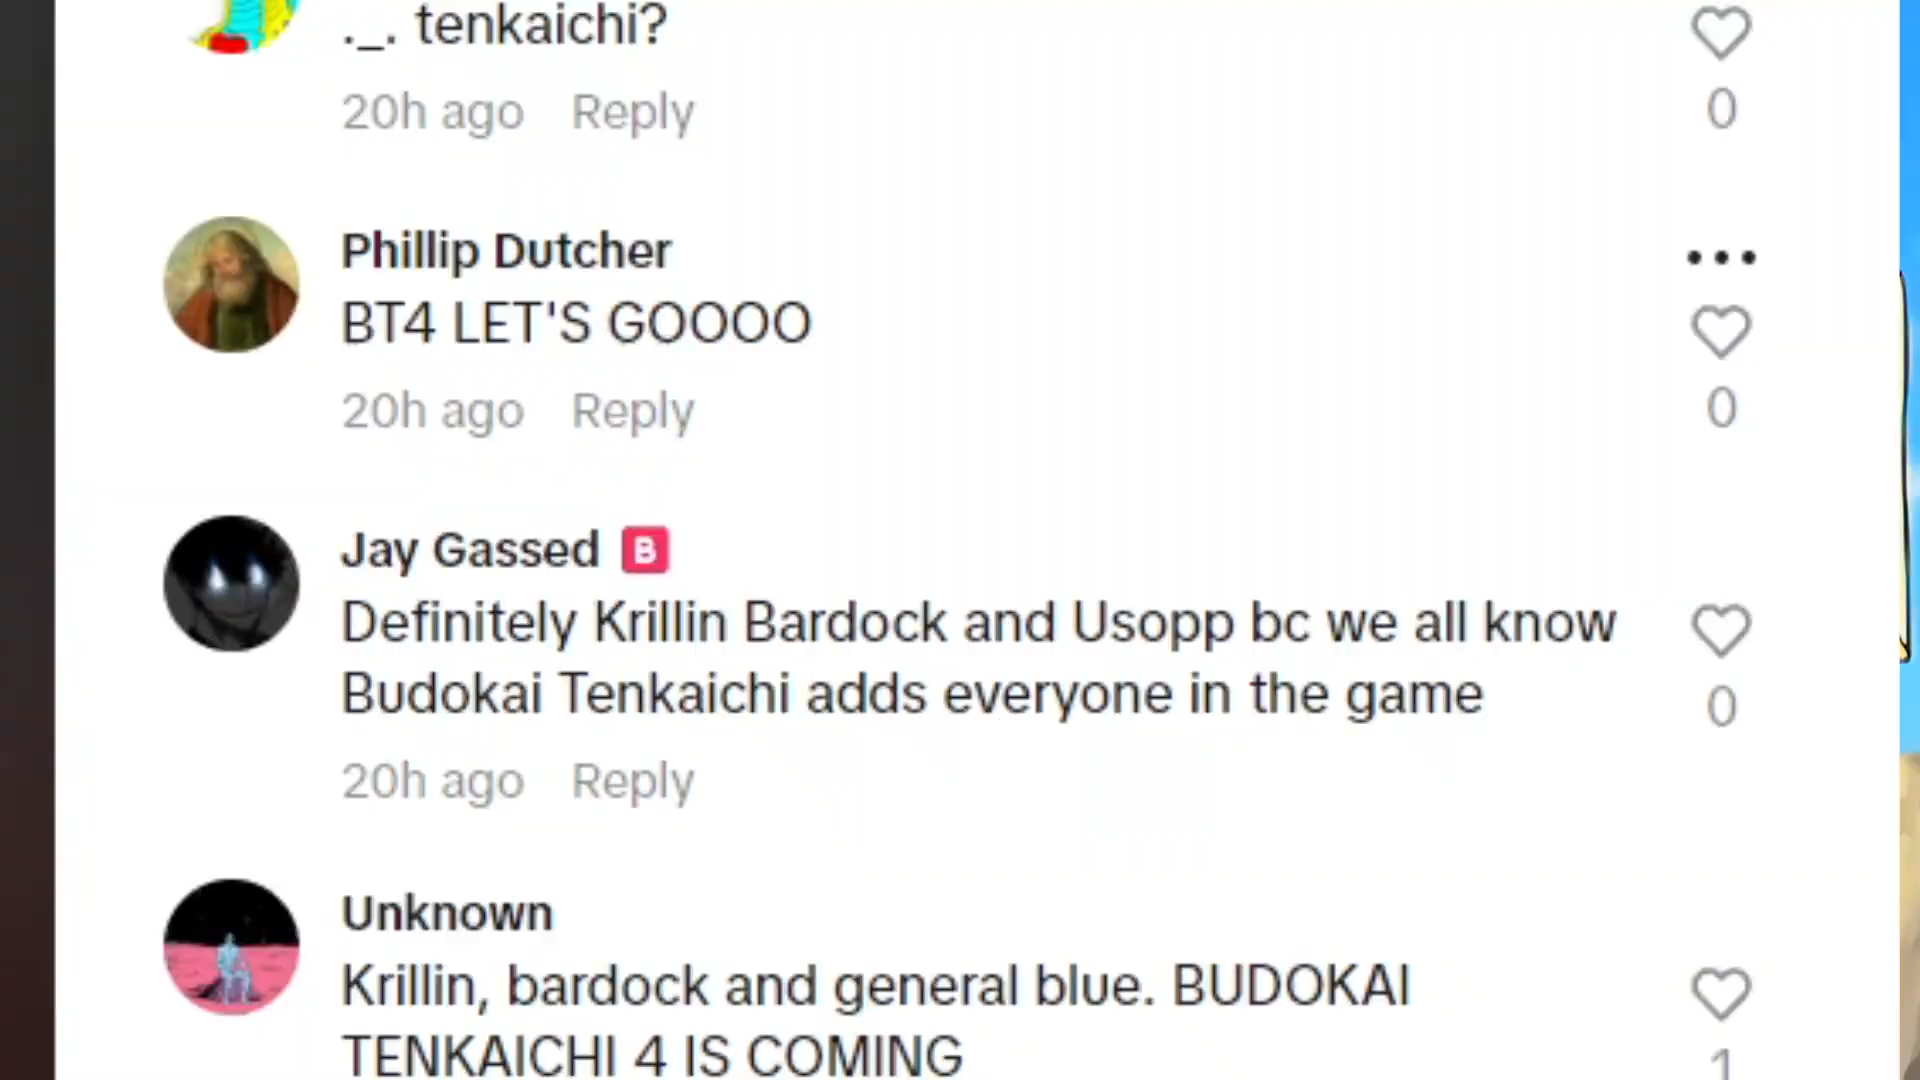 ._. tenkaichi?
20h ago Reply
0
Phillip Dutcher
BT4 LET'S GOOOO
20h ago Reply
0
Jay Gassed B
Definitely Krillin Bardock and Usopp bc we all know
Budokai Tenkaichi adds everyone in the game
20h ago Reply
0
Unknown
Krillin, bardock and general blue. BUDOKAI
TENKAICHI 4 IS COMING
1